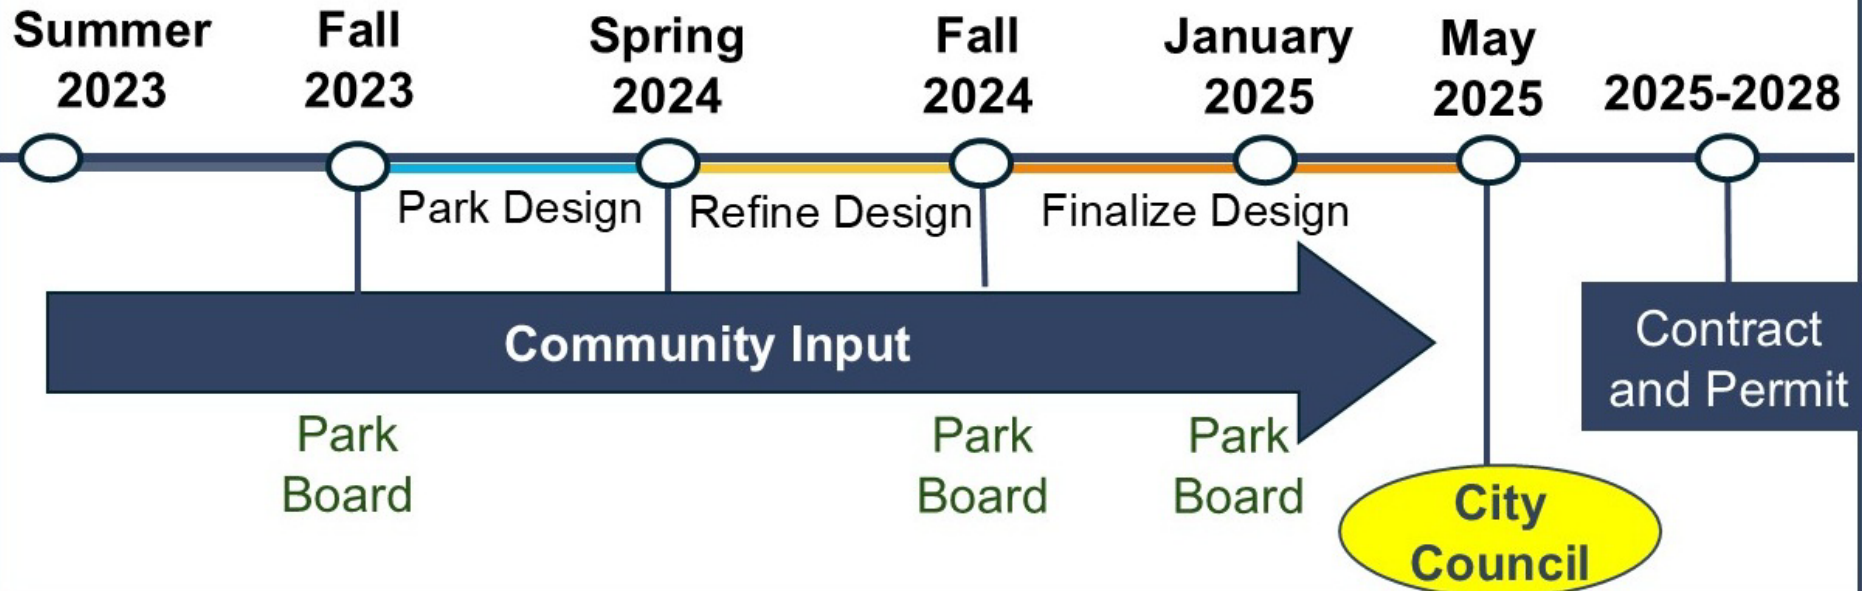 Summer
2023
Fall
2023
Spring
2024
Fall
2024
January
2025
May
2025
2025-2028
Park Design
Refine Design
Finalize Design
Community Input
Contract
and Permit
Park
Board
Park
Board
Park
Board
City
Council